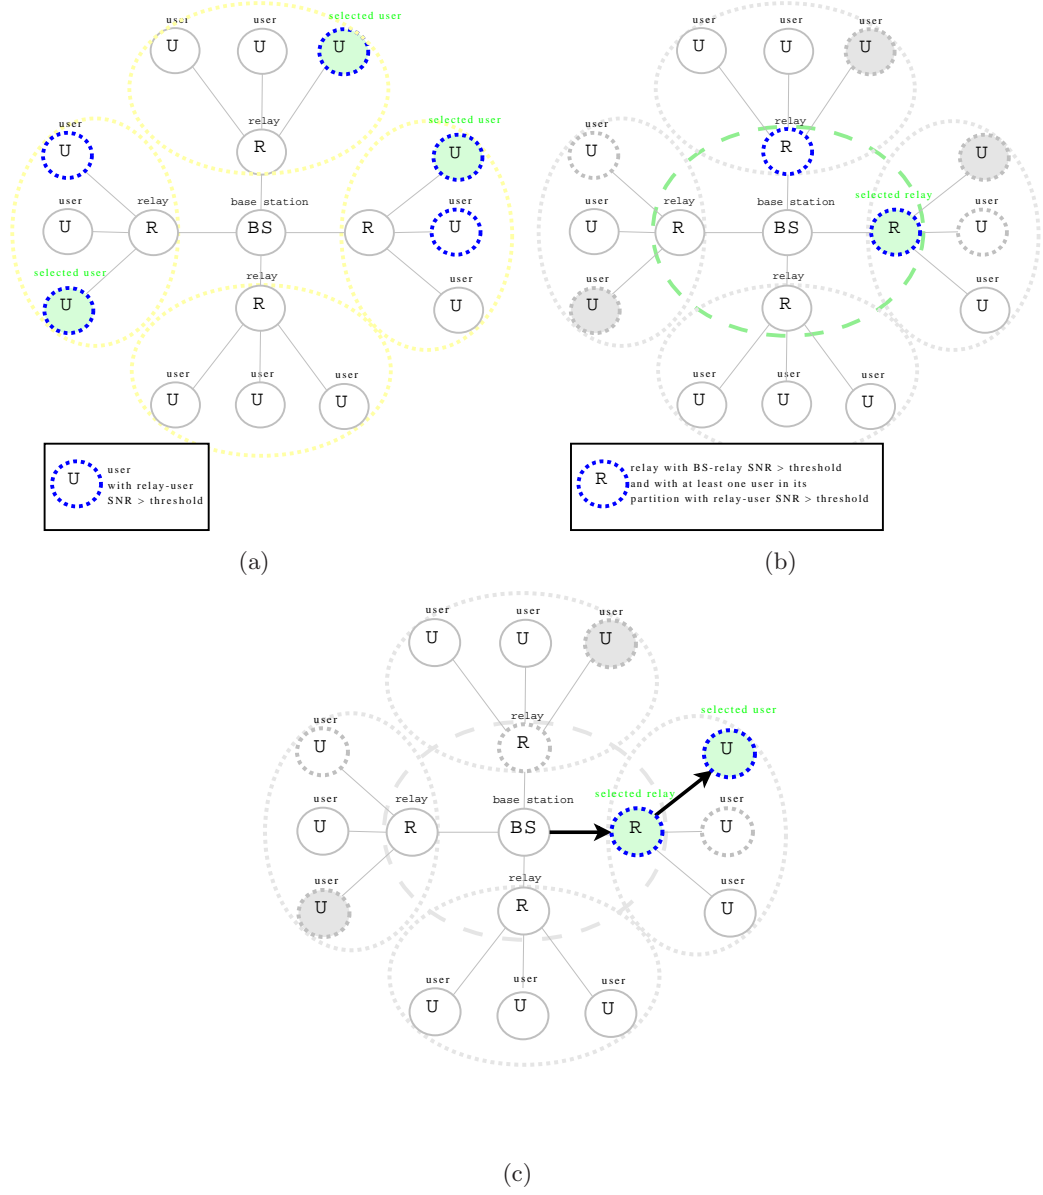 selected user
user
user
U
U
U
relay
R
selected user
user
U
U
user
relay
base station
U
R
BS
R
U
selected user
relay
user
U
R
U
user
user
user
U
U
U
U
user
with relay-user
SNR > threshold
(a)
user
user
user
U
U
U
user
relay
R
U
U
selected relay
user
relay
base station
U
R
BS
R
U
user
relay
user
U
R
U
user
user
user
U
U
U
R
relay with BS-relay SNR > threshold
and with at least one user in its
partition with relay-user SNR > threshold
(b)
user
user
user
U
U
U
selected user
user
relay
U
R
U
user
relay
base station
selected relay
user
U
R
BS
R
U
user
relay
user
U
R
U
user
user
user
U
U
U
(c)